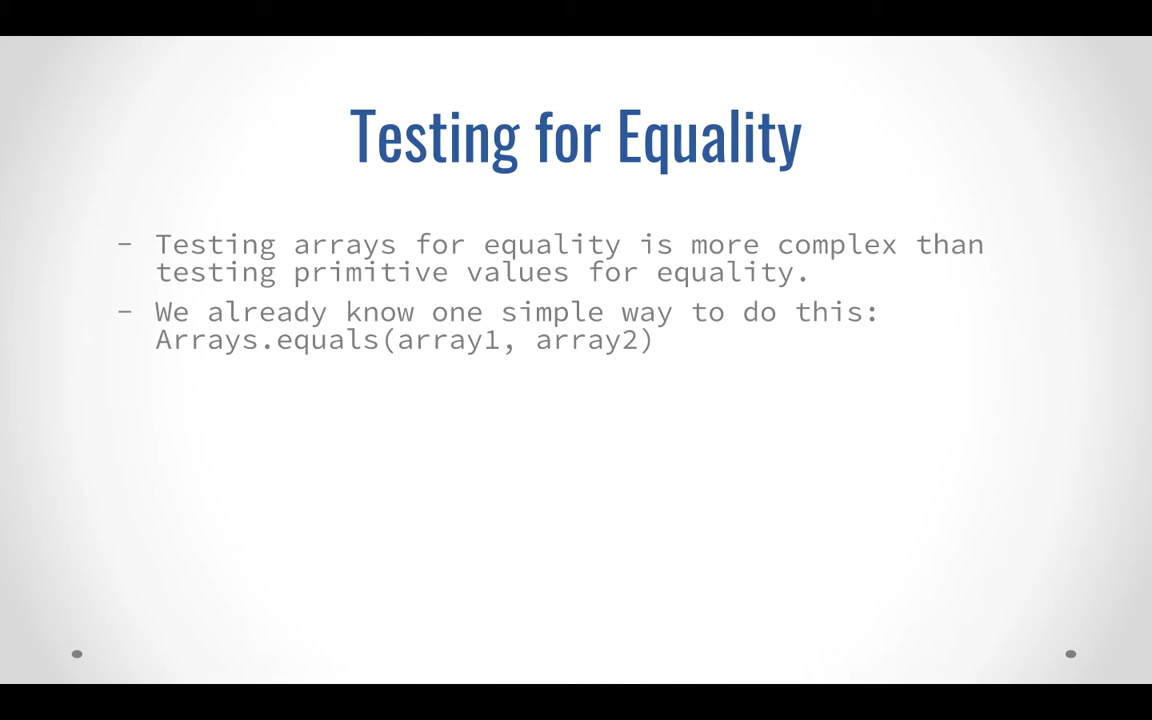 Testing for Equality
- Testing arrays for equality is more complex than
testing primitive values for equality.
- We already know one simple way to do this:
Arrays.equals(array1, array2)